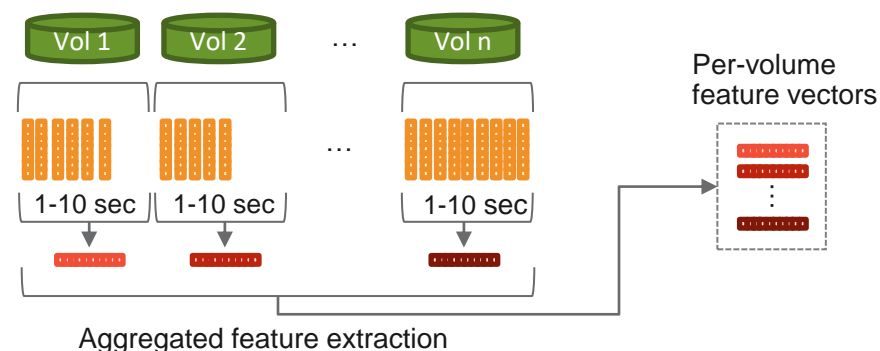 Vol 1
Vol 2
...
Vol n
Per-volume
feature vectors
...
1-10 sec
1-10 sec
1-10 sec
Aggregated feature extraction